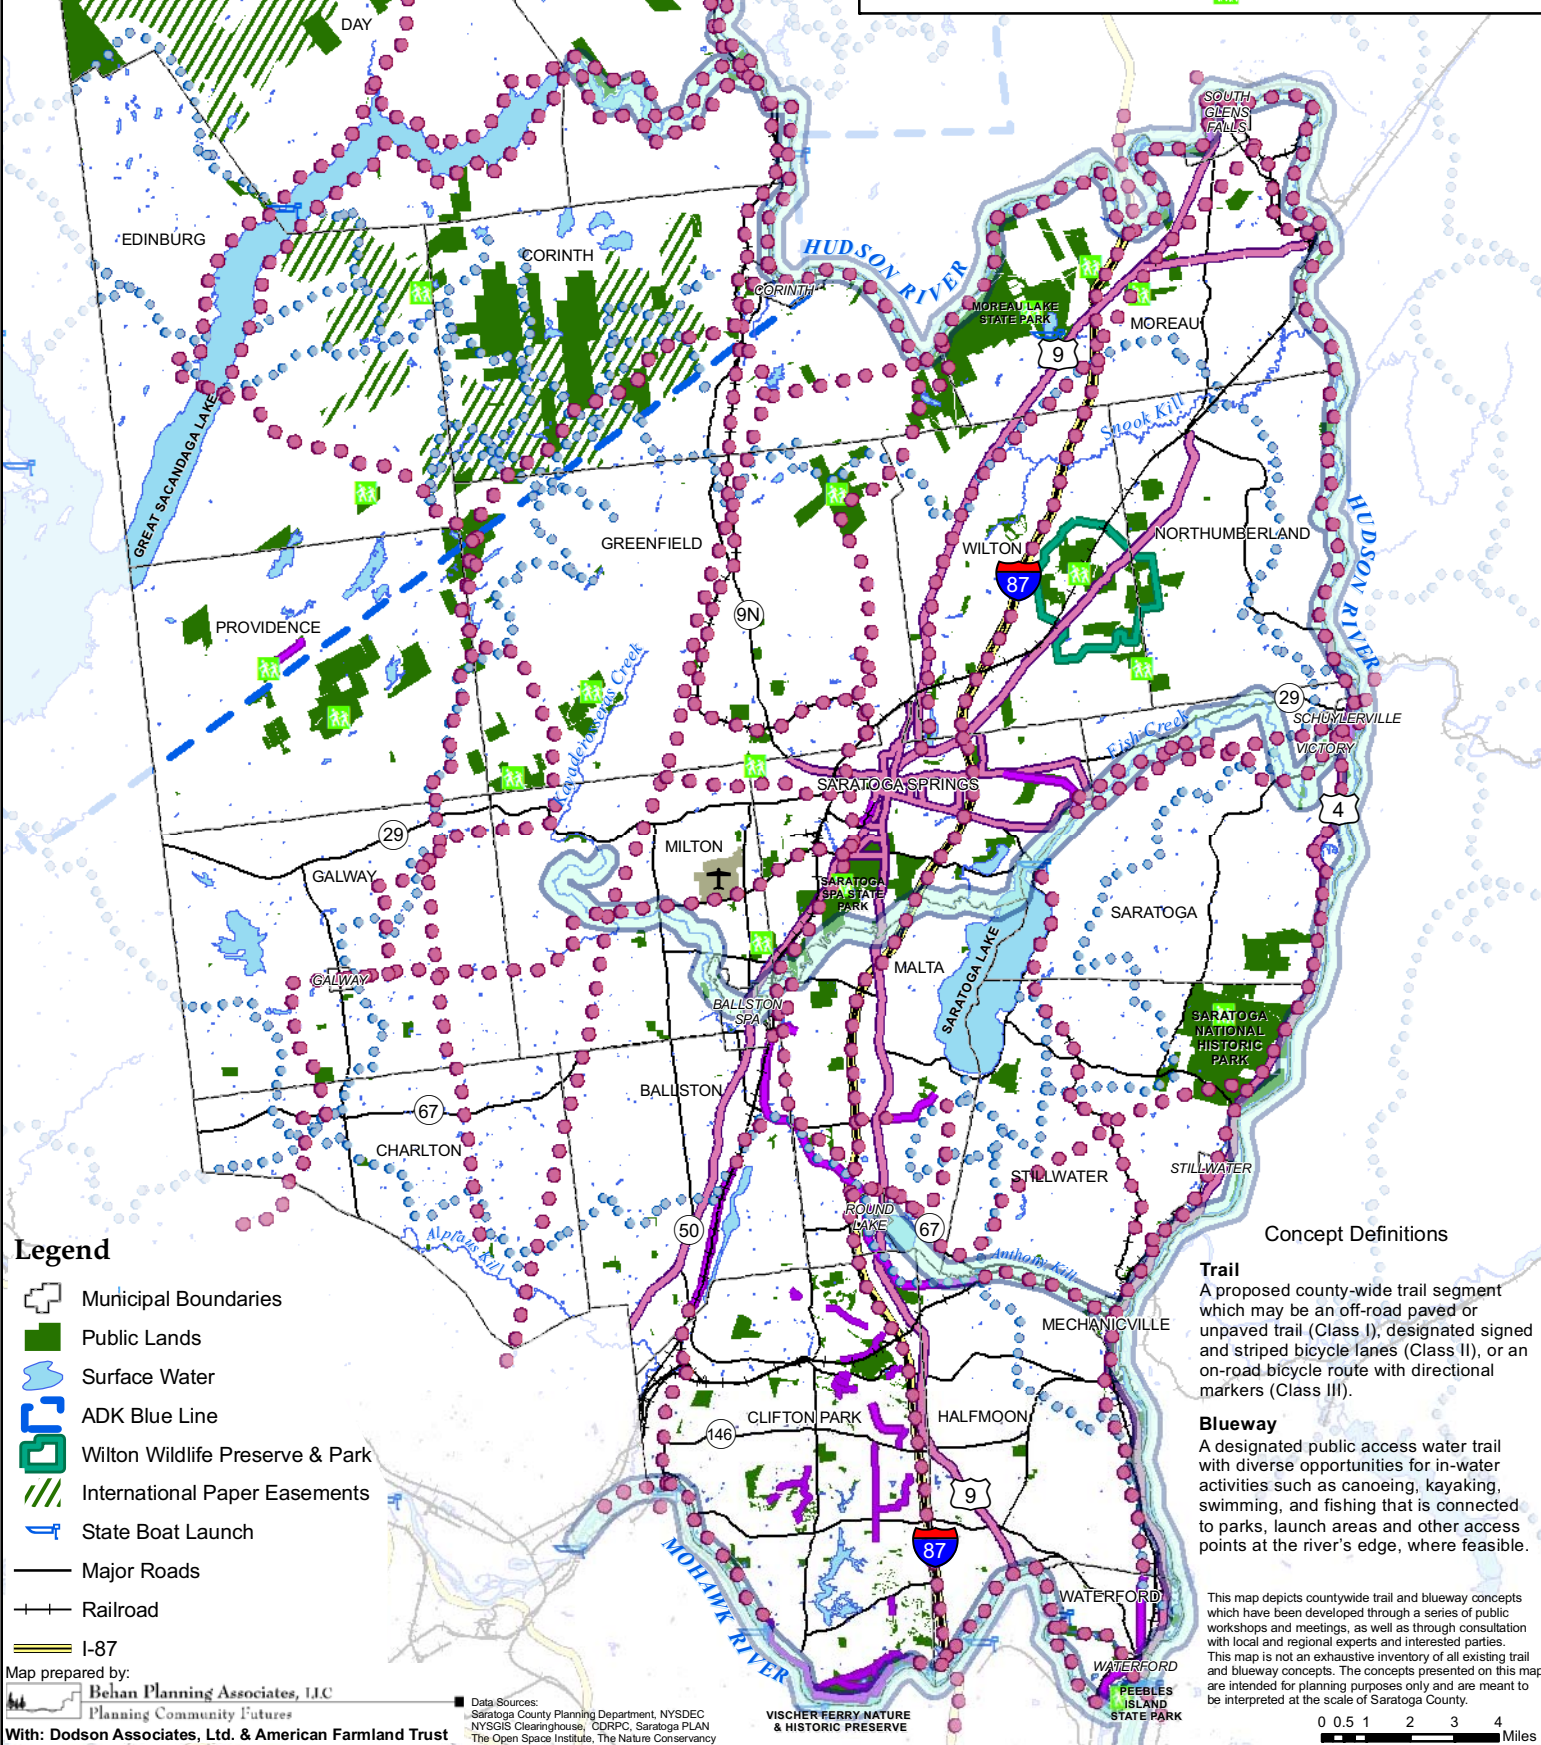 DAY
SOUTH
GLENS
FALLS
EDINBURG
CORINTH
HUDSON RIVER
CORINTH
MOREAU LAKE
STATE PARK
MOREAU
9
GREAT SACANDAGA LAKE
Snook Kill
HUDSON RIVER
GREENFIELD
WILTON
NORTHUMBERLAND
87
9N
PROVIDENCE
Kayaderosseras Creek
29
SCHUYLERVILLE
Fish Creek
VICTORY
SARATOGA SPRINGS
4
29
MILTON
GALWAY
SARATOGA
SPA STATE
PARK
SARATOGA
SARATOGA LAKE
MALTA
GALWAY
BALLSTON
SPA
SARATOGA
NATIONAL
HISTORIC
PARK
BALLSTON
67
CHARLTON
STILLWATER
STILLWATER
ROUND
LAKE
67
50
Alplaus Kill
Anthony Kill
MECHANICVILLE
CLIFTON PARK
HALFMOON
146
9
87
MOHAWK RIVER
WATERFORD
WATERFORD
PEEBLES
ISLAND
STATE PARK
VISCHER FERRY NATURE
& HISTORIC PRESERVE
Legend
Municipal Boundaries
Public Lands
Surface Water
ADK Blue Line
Wilton Wildlife Preserve & Park
International Paper Easements
State Boat Launch
Major Roads
Railroad
I-87
Map prepared by:
Behan Planning Associates, LLC
Planning Community Futures
With: Dodson Associates, Ltd. & American Farmland Trust
Data Sources:
Saratoga County Planning Department, NYSDEC
NYSGIS Clearinghouse, CDRPC, Saratoga PLAN
The Open Space Institute, The Nature Conservancy
Concept Definitions
Trail
A proposed county-wide trail segment
which may be an off-road paved or
unpaved trail (Class I), designated signed
and striped bicycle lanes (Class II), or an
on-road bicycle route with directional
markers (Class III).
Blueway
A designated public access water trail
with diverse opportunities for in-water
activities such as canoeing, kayaking,
swimming, and fishing that is connected
to parks, launch areas and other access
points at the river's edge, where feasible.
This map depicts countywide trail and blueway concepts
which have been developed through a series of public
workshops and meetings, as well as through consultation
with local and regional experts and interested parties.
This map is not an exhaustive inventory of all existing trail
and blueway concepts. The concepts presented on this map
are intended for planning purposes only and are meant to
be interpreted at the scale of Saratoga County.
0 0.5 1 2 3 4
Miles